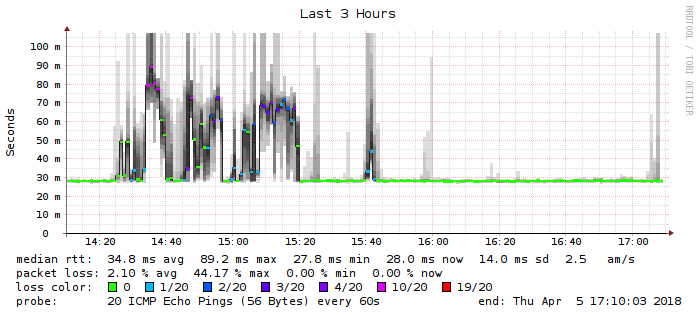 Last 3 Hours
RRDTOOL / TOBI OETIKER
Seconds
100 m
90 m
80 m
70 m
60 m
50 m
40 m
30 m
20 m
10 m
0
14:20 14:40 15:00 15:20 15:40 16:00 16:20 16:40 17:00
median rtt: 34.8 ms avg 89.2 ms max 27.8 ms min 28.0 ms now 14.0 ms sd 2.5 am/s
packet loss: 2.10 % avg 44.17 % max 0.00 % min 0.00 % now
loss color: 0 1/20 2/20 3/20 4/20 10/20 19/20
probe: 20 ICMP Echo Pings (56 Bytes) every 60s end: Thu Apr 5 17:10:03 2018